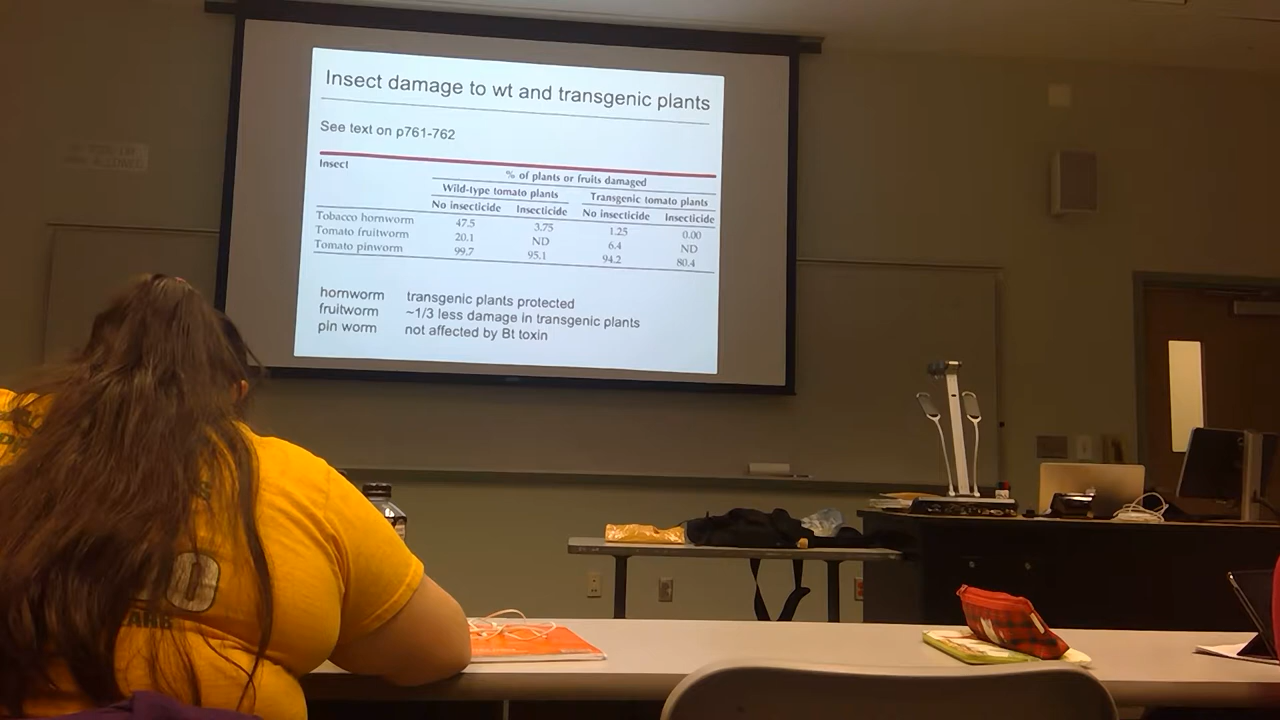 Insect damage to wt and transgenic plants
See text on p761-762
Insect
% of plants or fruits damaged
Wild-type tomato plants Transgenic tomato plants
No insecticide Insecticide No insecticide Insecticide
Tobacco hornworm 47.5 3.75 1.25 0.00
Tomato fruitworm 20.1 ND 6.4 ND
Tomato pinworm 99.7 95.1 94.2 80.4
hornworm transgenic plants protected
fruitworm ~1/3 less damage in transgenic plants
pin worm not affected by Bt toxin